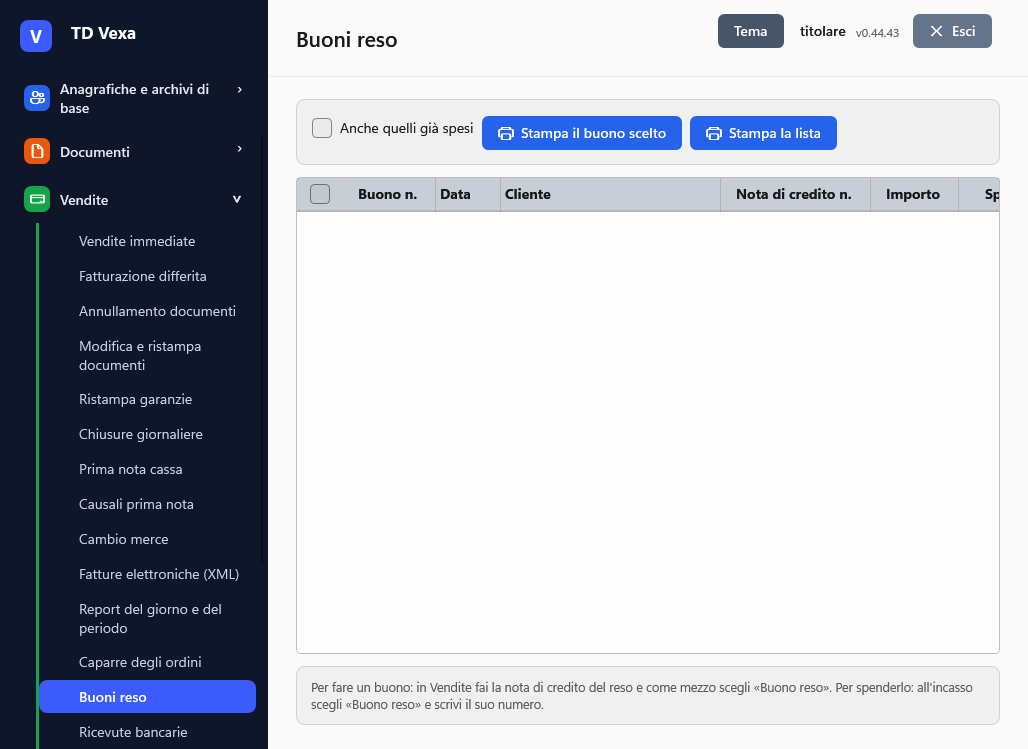 V TD Vexa
Anagrafiche e archivi di
base
Documenti
Vendite
Vendite immediate
Fatturazione differita
Annullamento documenti
Modifica e ristampa
documenti
Ristampa garanzie
Chiusure giornaliere
Prima nota cassa
Causali prima nota
Cambio merce
Fatture elettroniche (XML)
Report del giorno e del
periodo
Caparre degli ordini
Buoni reso
Ricevute bancarie
Buoni reso
Tema titolare v0.44.43 Esci
Anche quelli già spesi Stampa il buono scelto Stampa la lista
Buono n. Data Cliente Nota di credito n. Importo Sp
Per fare un buono: in Vendite fai la nota di credito del reso e come mezzo scegli «Buono reso». Per spenderlo: all'incasso
scegli «Buono reso» e scrivi il suo numero.